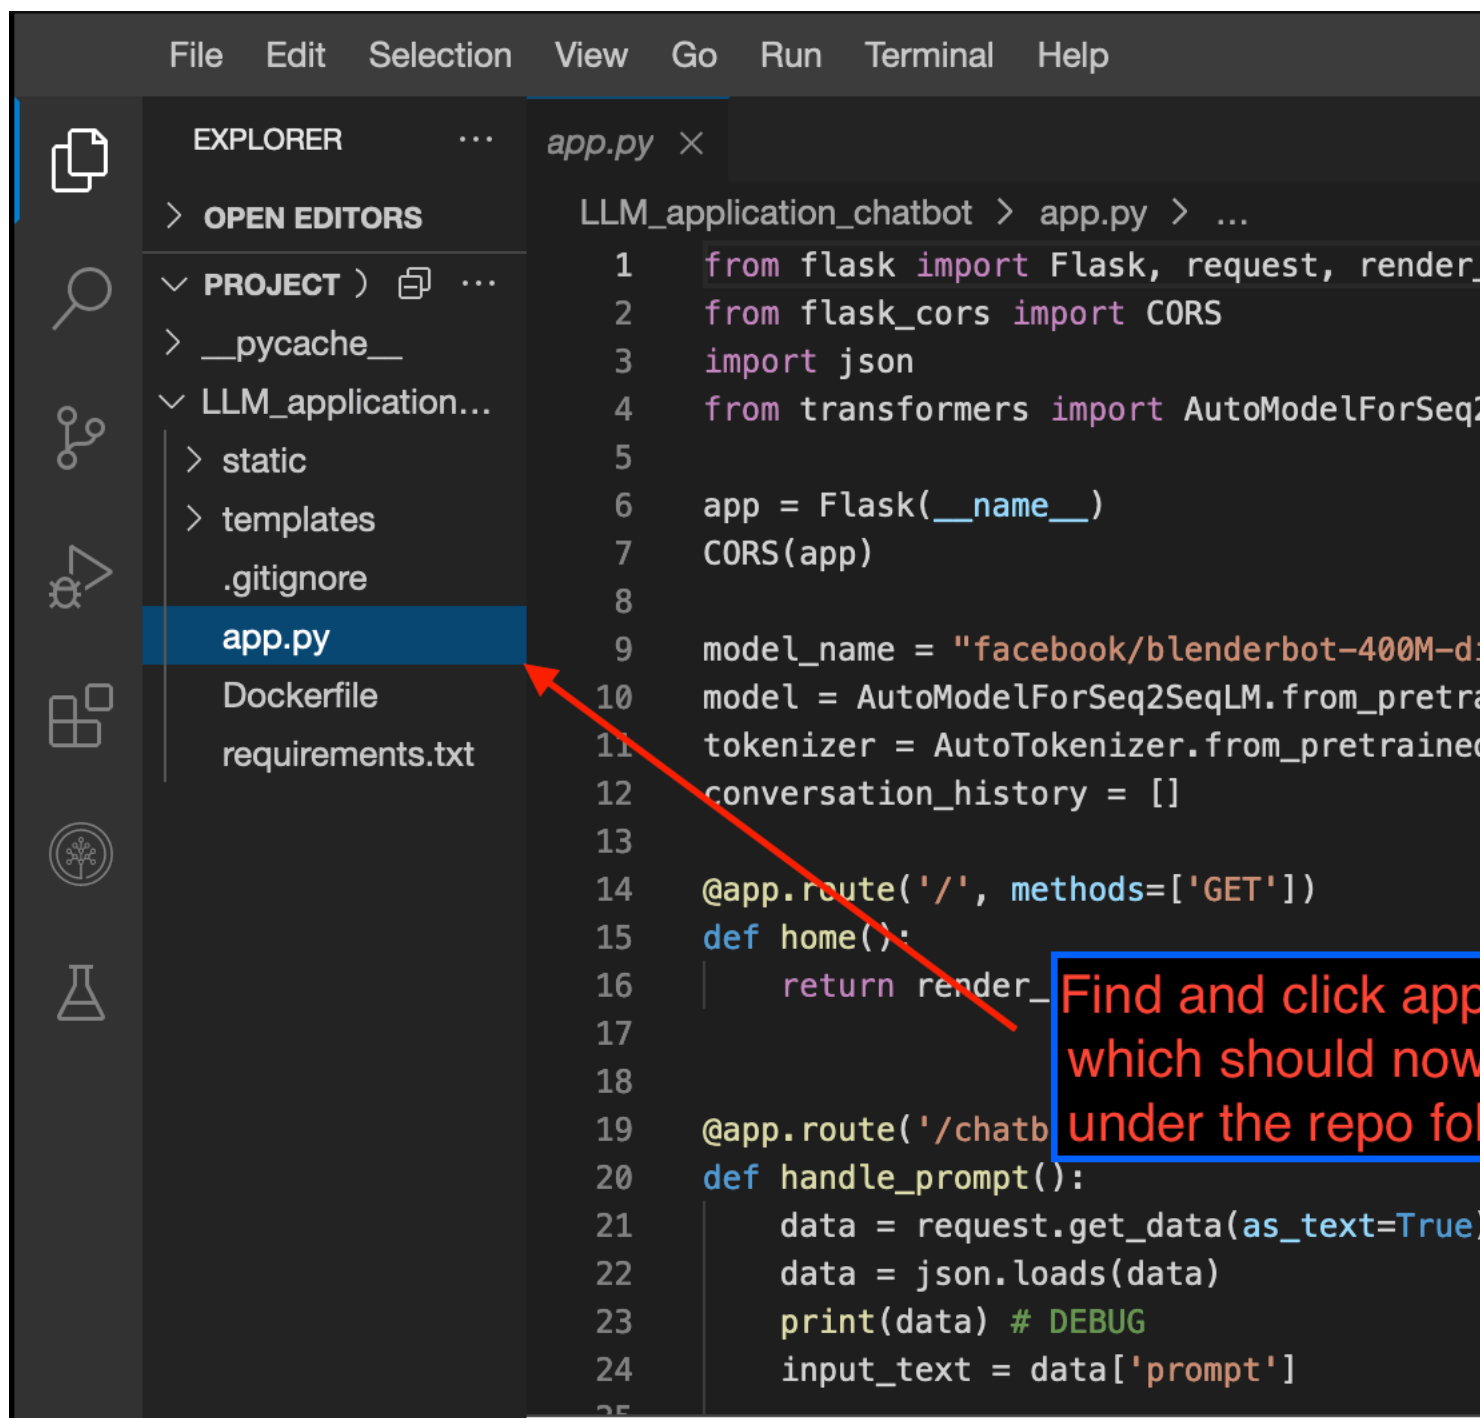 File Edit Selection View Go Run Terminal Help
EXPLORER ...
OPEN EDITORS
PROJECT ) ...
__pycache__
LLM_application...
static
templates
.gitignore
app.py
Dockerfile
requirements.txt
app.py ×
LLM_application_chatbot > app.py > ...
1 from flask import Flask, request, render_
2 from flask_cors import CORS
3 import json
4 from transformers import AutoModelForSeq2
5
6 app = Flask(__name__)
7 CORS(app)
8
9 model_name = "facebook/blenderbot-400M-di
10 model = AutoModelForSeq2SeqLM.from_pretra
11 tokenizer = AutoTokenizer.from_pretrained
12 conversation_history = []
13
14 @app.route('/', methods=['GET'])
15 def home():
16 return render_
17
18
19 @app.route('/chatb
20 def handle_prompt():
21 data = request.get_data(as_text=True)
22 data = json.loads(data)
23 print(data) # DEBUG
24 input_text = data['prompt']
Find and click app
which should now
under the repo fol